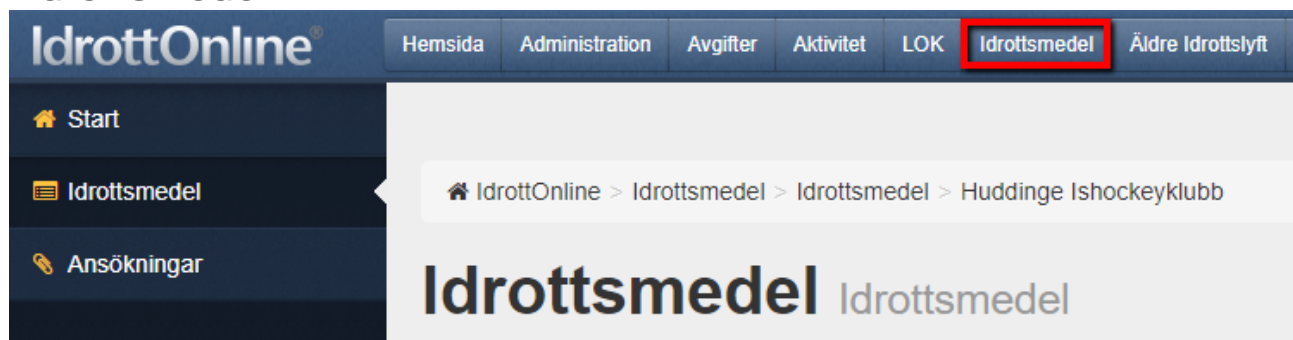 IdrottOnline®
Hemsida Administration Avgifter Aktivitet LOK Idrottsmedel Äldre Idrottslyft
Start
Idrottsmedel
Ansökningar
IdrottOnline > Idrottsmedel > Idrottsmedel > Huddinge Ishockeyklubb
Idrottsmedel Idrottsmedel